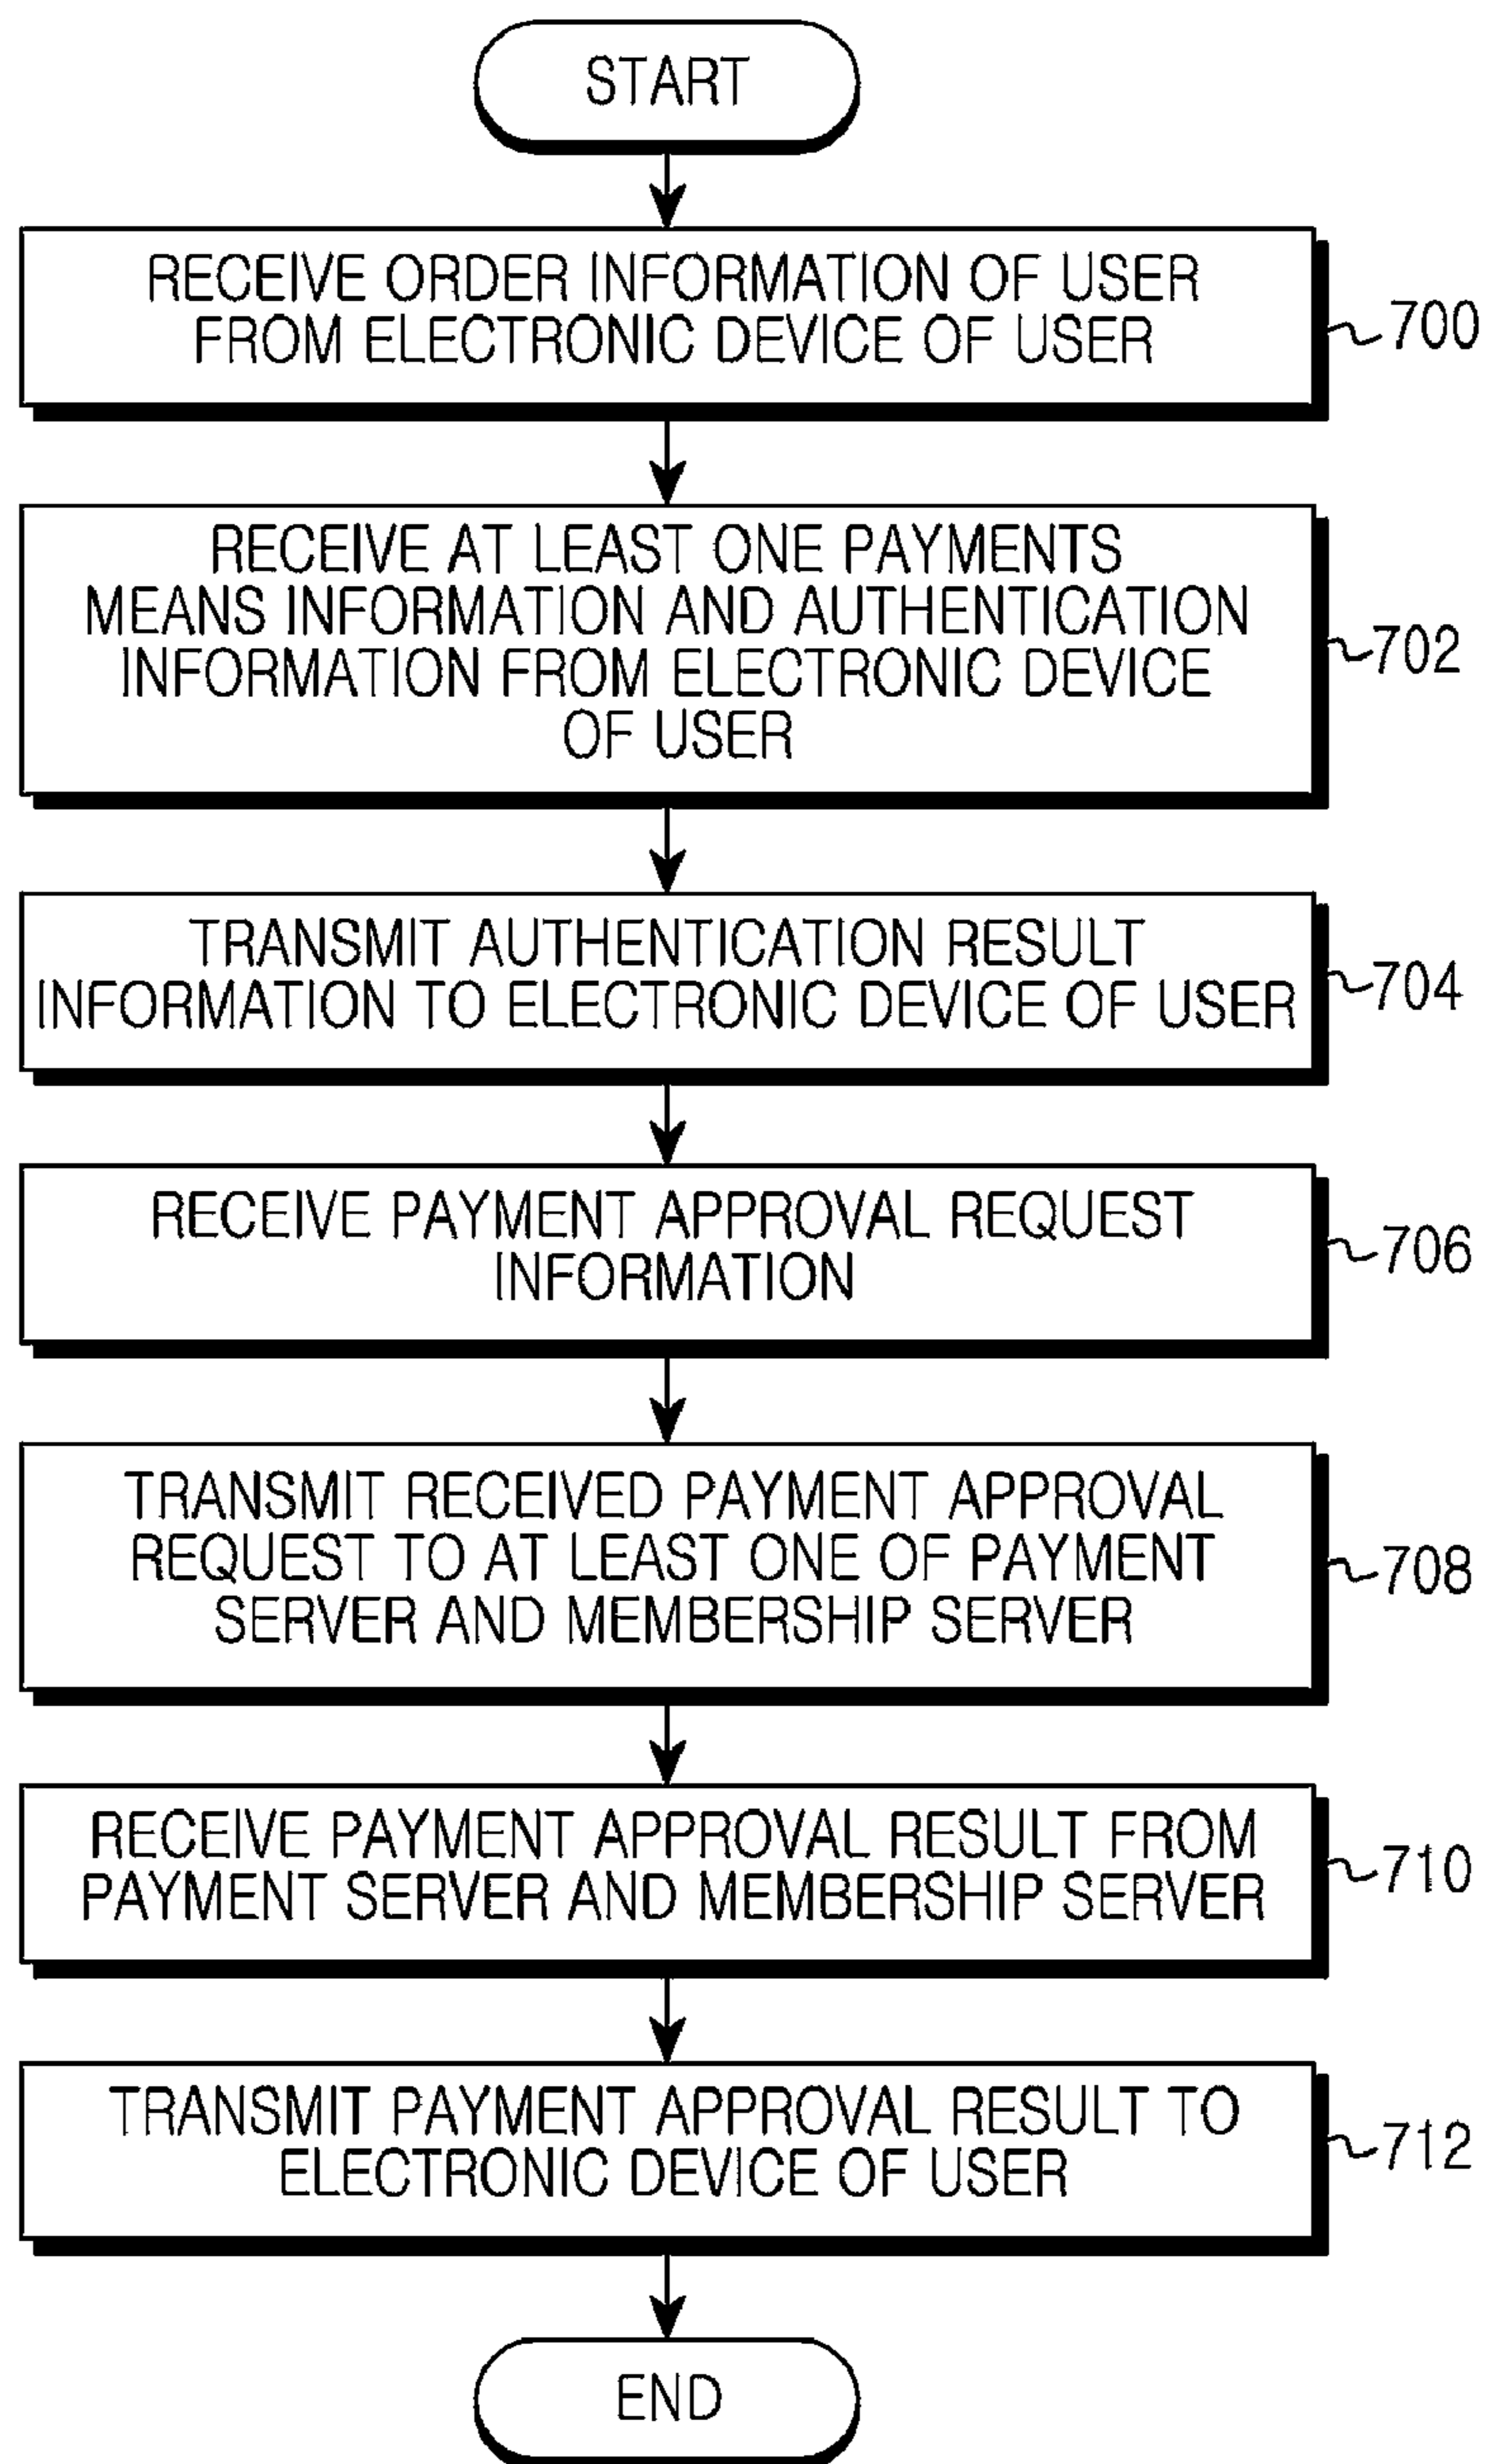 START
RECEIVE ORDER INFORMATION OF USER
FROM ELECTRONIC DEVICE OF USER
700
RECEIVE AT LEAST ONE PAYMENTS
MEANS INFORMATION AND AUTHENTICATION
INFORMATION FROM ELECTRONIC DEVICE
OF USER
702
TRANSMIT AUTHENTICATION RESULT
INFORMATION TO ELECTRONIC DEVICE OF USER
704
RECEIVE PAYMENT APPROVAL REQUEST
INFORMATION
706
TRANSMIT RECEIVED PAYMENT APPROVAL
REQUEST TO AT LEAST ONE OF PAYMENT
SERVER AND MEMBERSHIP SERVER
708
RECEIVE PAYMENT APPROVAL RESULT FROM
PAYMENT SERVER AND MEMBERSHIP SERVER
710
TRANSMIT PAYMENT APPROVAL RESULT TO
ELECTRONIC DEVICE OF USER
712
END